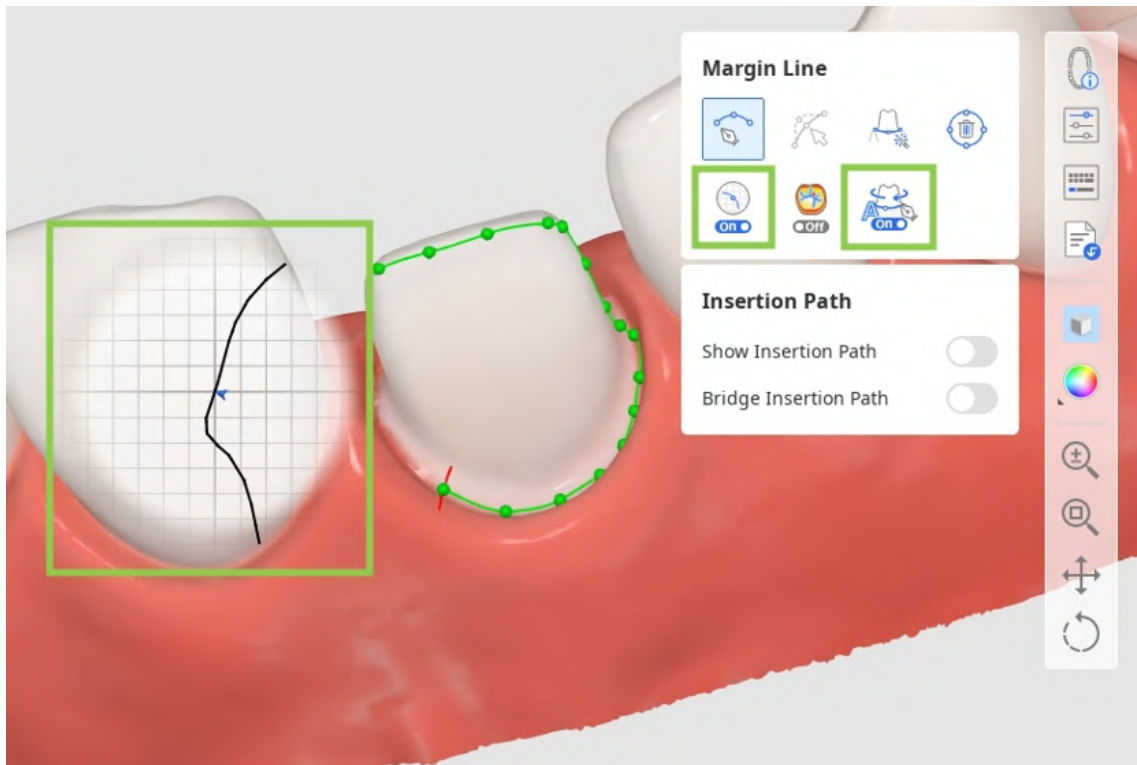 Margin Line
On
Off
On
Insertion Path
Show Insertion Path
Bridge Insertion Path